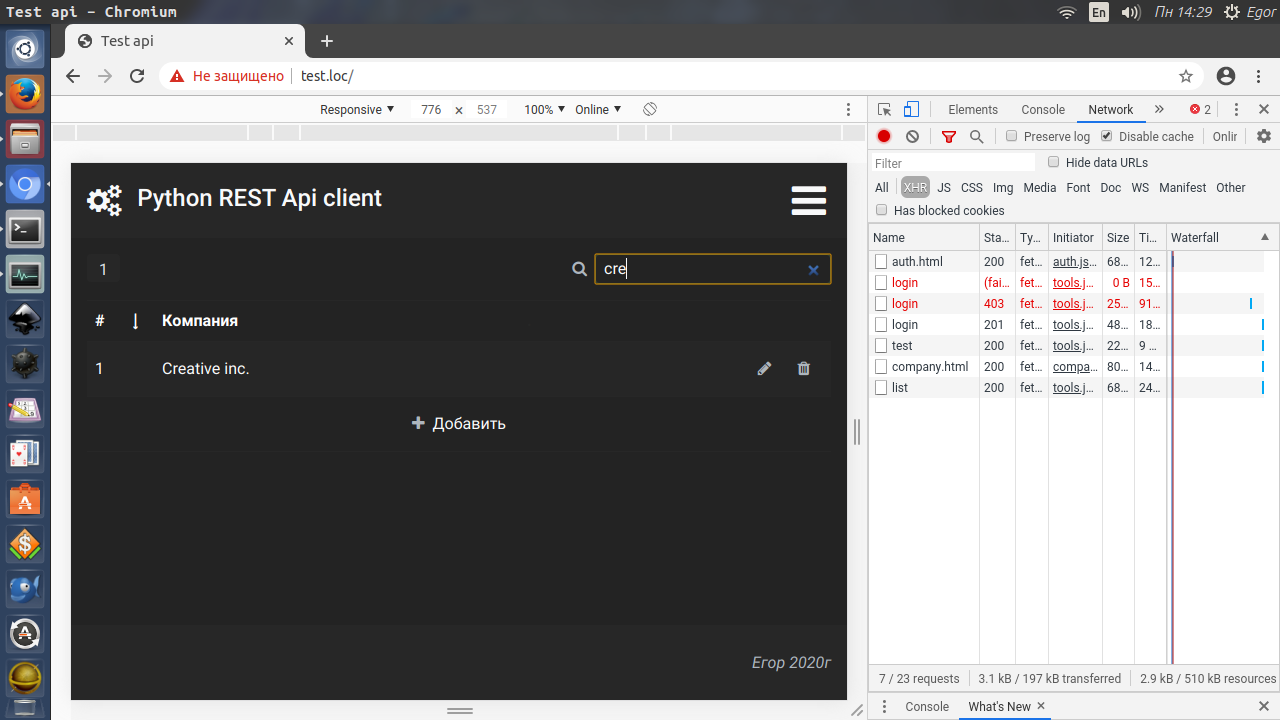 Test api - Chromium
En
Пн 14:29
Egor
Test api
Не защищено
test.loc/
Responsive
776
x
537
100%
Online
Elements
Console
Network
2
Preserve log
Disable cache
Onlir
Filter
Hide data URLs
All
XHR
JS
CSS
Img
Media
Font
Doc
WS
Manifest
Other
Has blocked cookies
Name Sta... Ty... Initiator Size Ti... Waterfall
auth.html 200 fet... auth.js... 68... 12...
login (fai... fet... tools.j... 0 B 15...
login 403 fet... tools.j... 25... 91...
login 201 fet... tools.j... 48... 18...
test 200 fet... tools.j... 22... 9 ...
company.html 200 fet... compa... 80... 14...
list 200 fet... tools.j... 68... 24...
7 / 23 requests
3.1 kB / 197 kB transferred
2.9 kB / 510 kB resources
Console
What's New
Python REST Api client
1
cre
# Компания
1 Creative inc.
Добавить
Егор 2020г